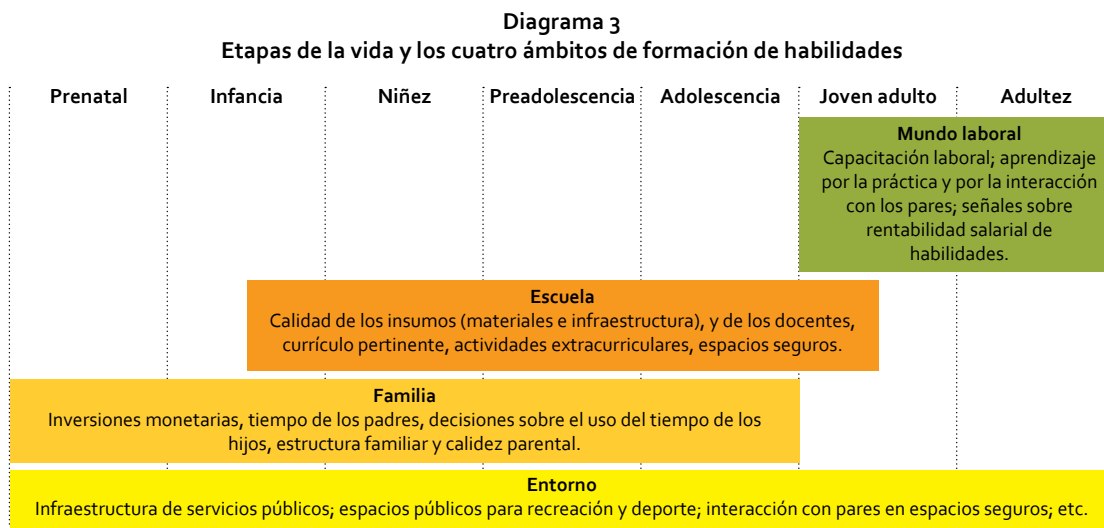 Diagrama 3
Etapas de la vida y los cuatro ámbitos de formación de habilidades
Prenatal Infancia Niñez Preadolescencia Adolescencia Joven adulto Adultez
Mundo laboral
Capacitación laboral; aprendizaje
por la práctica y por la interacción
con los pares; señales sobre
rentabilidad salarial de
habilidades.
Escuela
Calidad de los insumos (materiales e infraestructura), y de los docentes,
currículo pertinente, actividades extracurriculares, espacios seguros.
Familia
Inversiones monetarias, tiempo de los padres, decisiones sobre el uso del tiempo de los
hijos, estructura familiar y calidez parental.
Entorno
Infraestructura de servicios públicos; espacios públicos para recreación y deporte; interacción con pares en espacios seguros; etc.